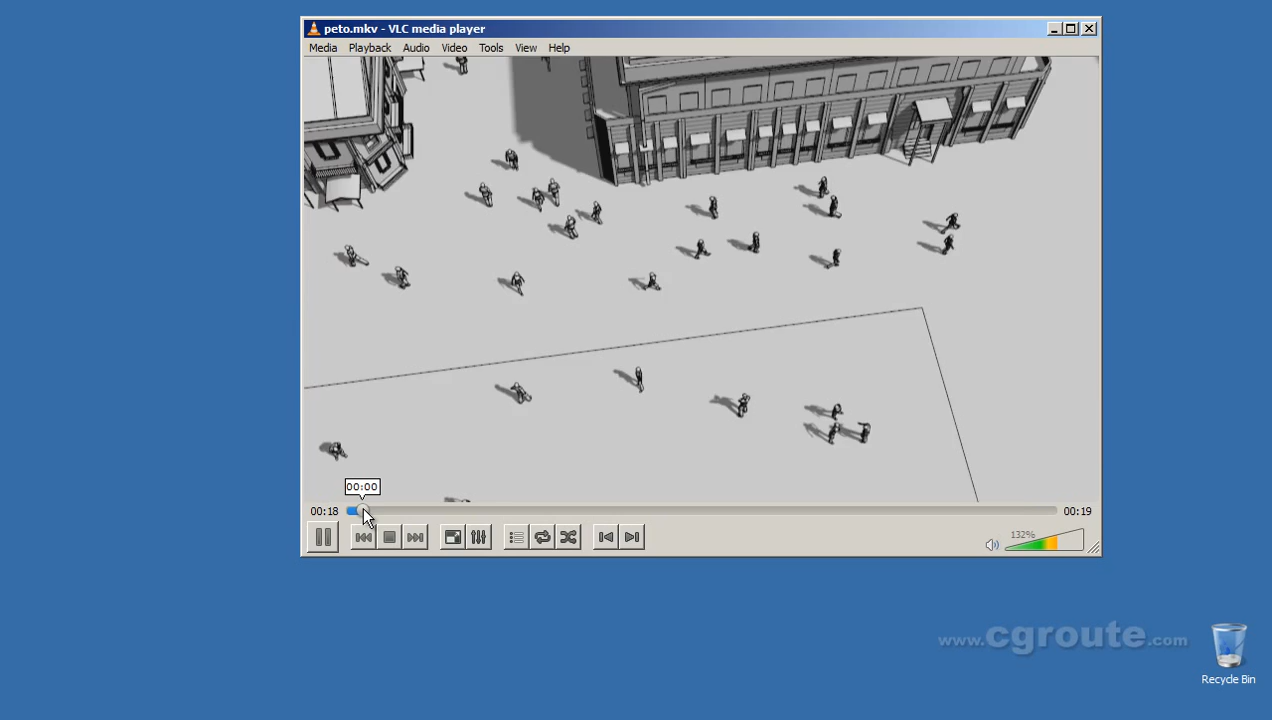 peto.mkv - VLC media player
Media Playback Audio Video Tools View Help
00:00
00:18
00:19
132%
www.cgroute.com
Recycle Bin